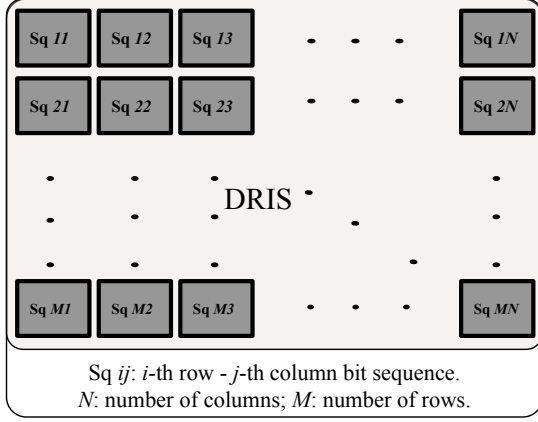 Sq 11 Sq 12 Sq 13 . . . Sq 1N
Sq 21 Sq 22 Sq 23 . . . Sq 2N
DRIS
Sq M1 Sq M2 Sq M3 . . . Sq MN
Sq ij: i-th row - j-th column bit sequence.
N: number of columns; M: number of rows.